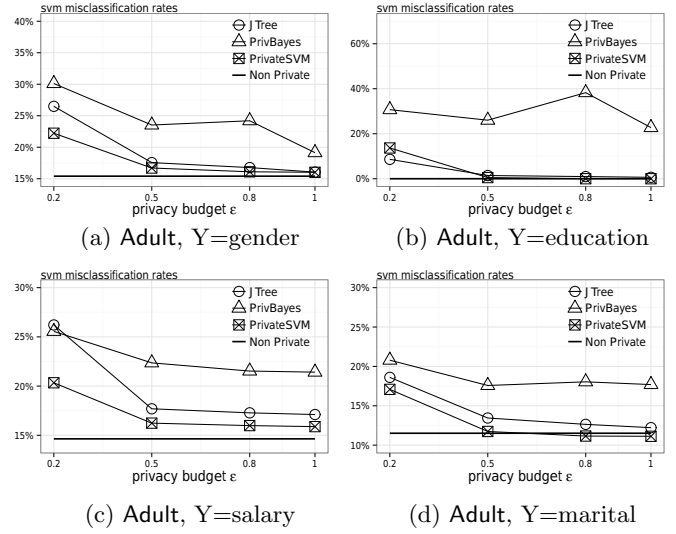 svm misclassification rates
40%
35%
30%
25%
20%
15%
0.2
0.5
0.8
1
J Tree
PrivBayes
PrivateSVM
Non Private
privacy budget ε
(a) Adult, Y=gender
svm misclassification rates
60%
40%
20%
0%
0.2
0.5
0.8
1
J Tree
PrivBayes
PrivateSVM
Non Private
privacy budget ε
(b) Adult, Y=education
svm misclassification rates
30%
25%
20%
15%
0.2
0.5
0.8
1
J Tree
PrivBayes
PrivateSVM
Non Private
privacy budget ε
(c) Adult, Y=salary
svm misclassification rates
30%
25%
20%
15%
10%
0.2
0.5
0.8
1
J Tree
PrivBayes
PrivateSVM
Non Private
privacy budget ε
(d) Adult, Y=marital